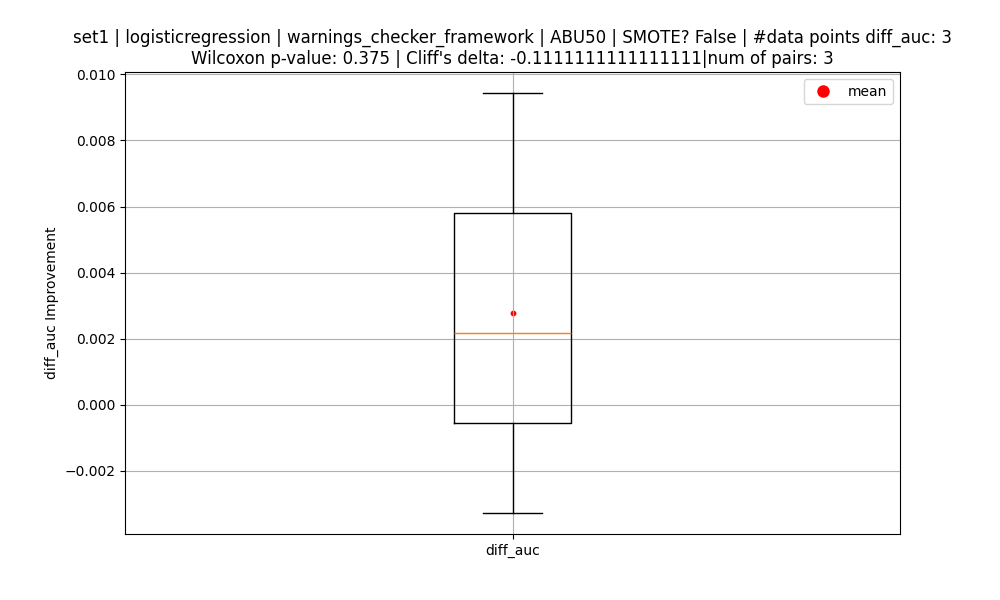 set1 | logisticregression | warnings_checker_framework | ABU50 | SMOTE? False | #data points diff_auc: 3
Wilcoxon p-value: 0.375 | Cliff's delta: -0.1111111111111111|num of pairs: 3
mean
0.010
0.008
0.006
0.004
0.002
0.000
−0.002
diff_auc Improvement
diff_auc